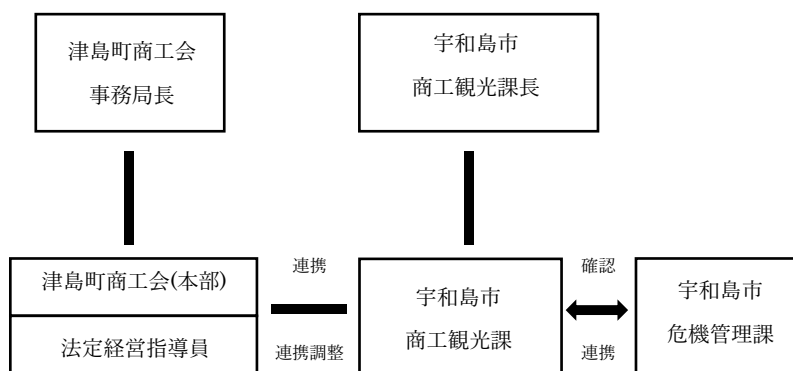 津島町商工会
事務局長
宇和島市
商工観光課長
津島町商工会(本部)
法定経営指導員
連携
連携調整
宇和島市
商工観光課
確認
連携
宇和島市
危機管理課